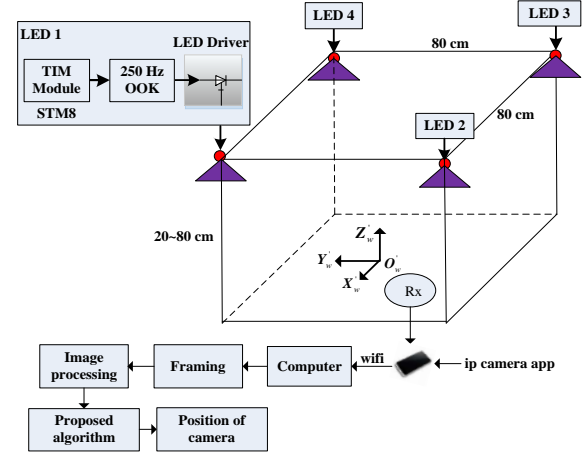 LED 4
LED 3
LED 1
LED Driver
80 cm
TIM
Module
250 Hz
OOK
STM8
80 cm
LED 2
20~80 cm
Z'w
Y'w
O'w
X'w
Rx
Image
processing
Framing
Computer
wifi
ip camera app
Proposed
algorithm
Position of
camera